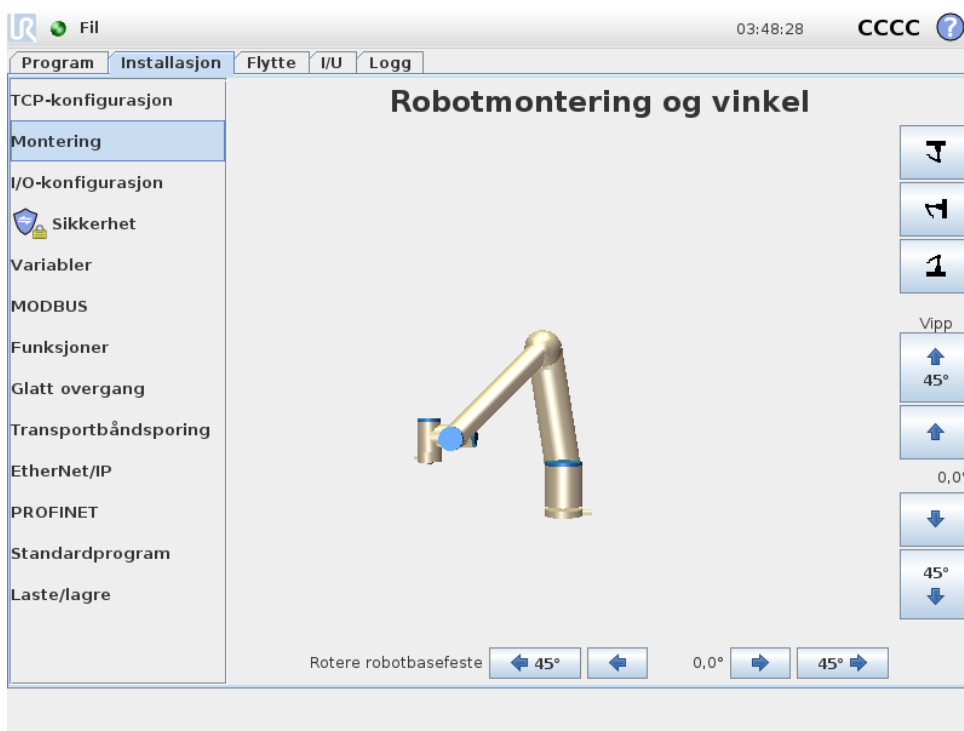 UR Fil 03:48:28 CCCC ?
Program Installasjon Flytte I/U Logg
TCP-konfigurasjon
Montering
I/O-konfigurasjon
Sikkerhet
Variabler
MODBUS
Funksjoner
Glatt overgang
Transportbåndsporing
EtherNet/IP
PROFINET
Standardprogram
Laste/lagre
Robotmontering og vinkel
Vipp
45°
0,0°
45°
Rotere robotbasefeste 45° 0,0° 45°